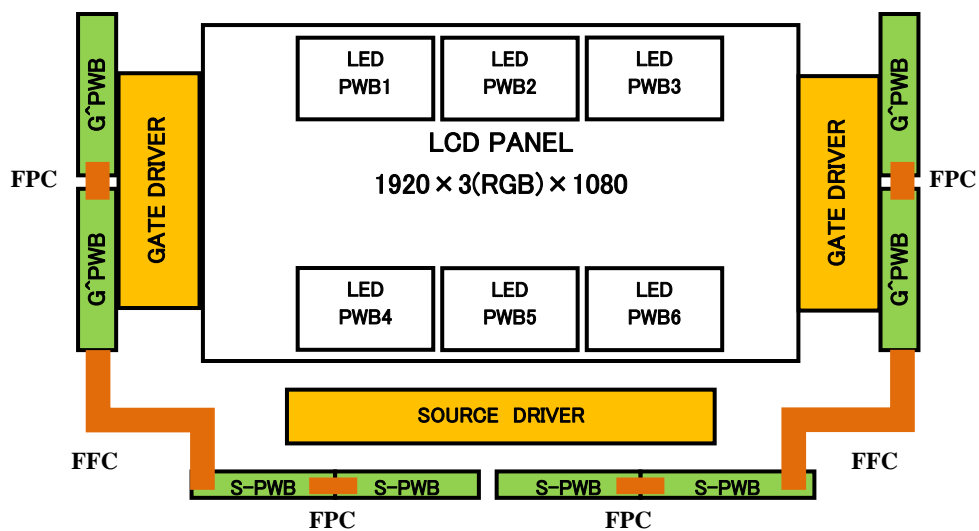 LED
PWB1
LED
PWB2
LED
PWB3
LCD PANEL
1920×3(RGB)×1080
G^PWB
G^PWB
FPC
FPC
GATE DRIVER
GATE DRIVER
G^PWB
G^PWB
LED
PWB4
LED
PWB5
LED
PWB6
SOURCE DRIVER
FFC
FFC
S-PWB
S-PWB
S-PWB
S-PWB
FPC
FPC